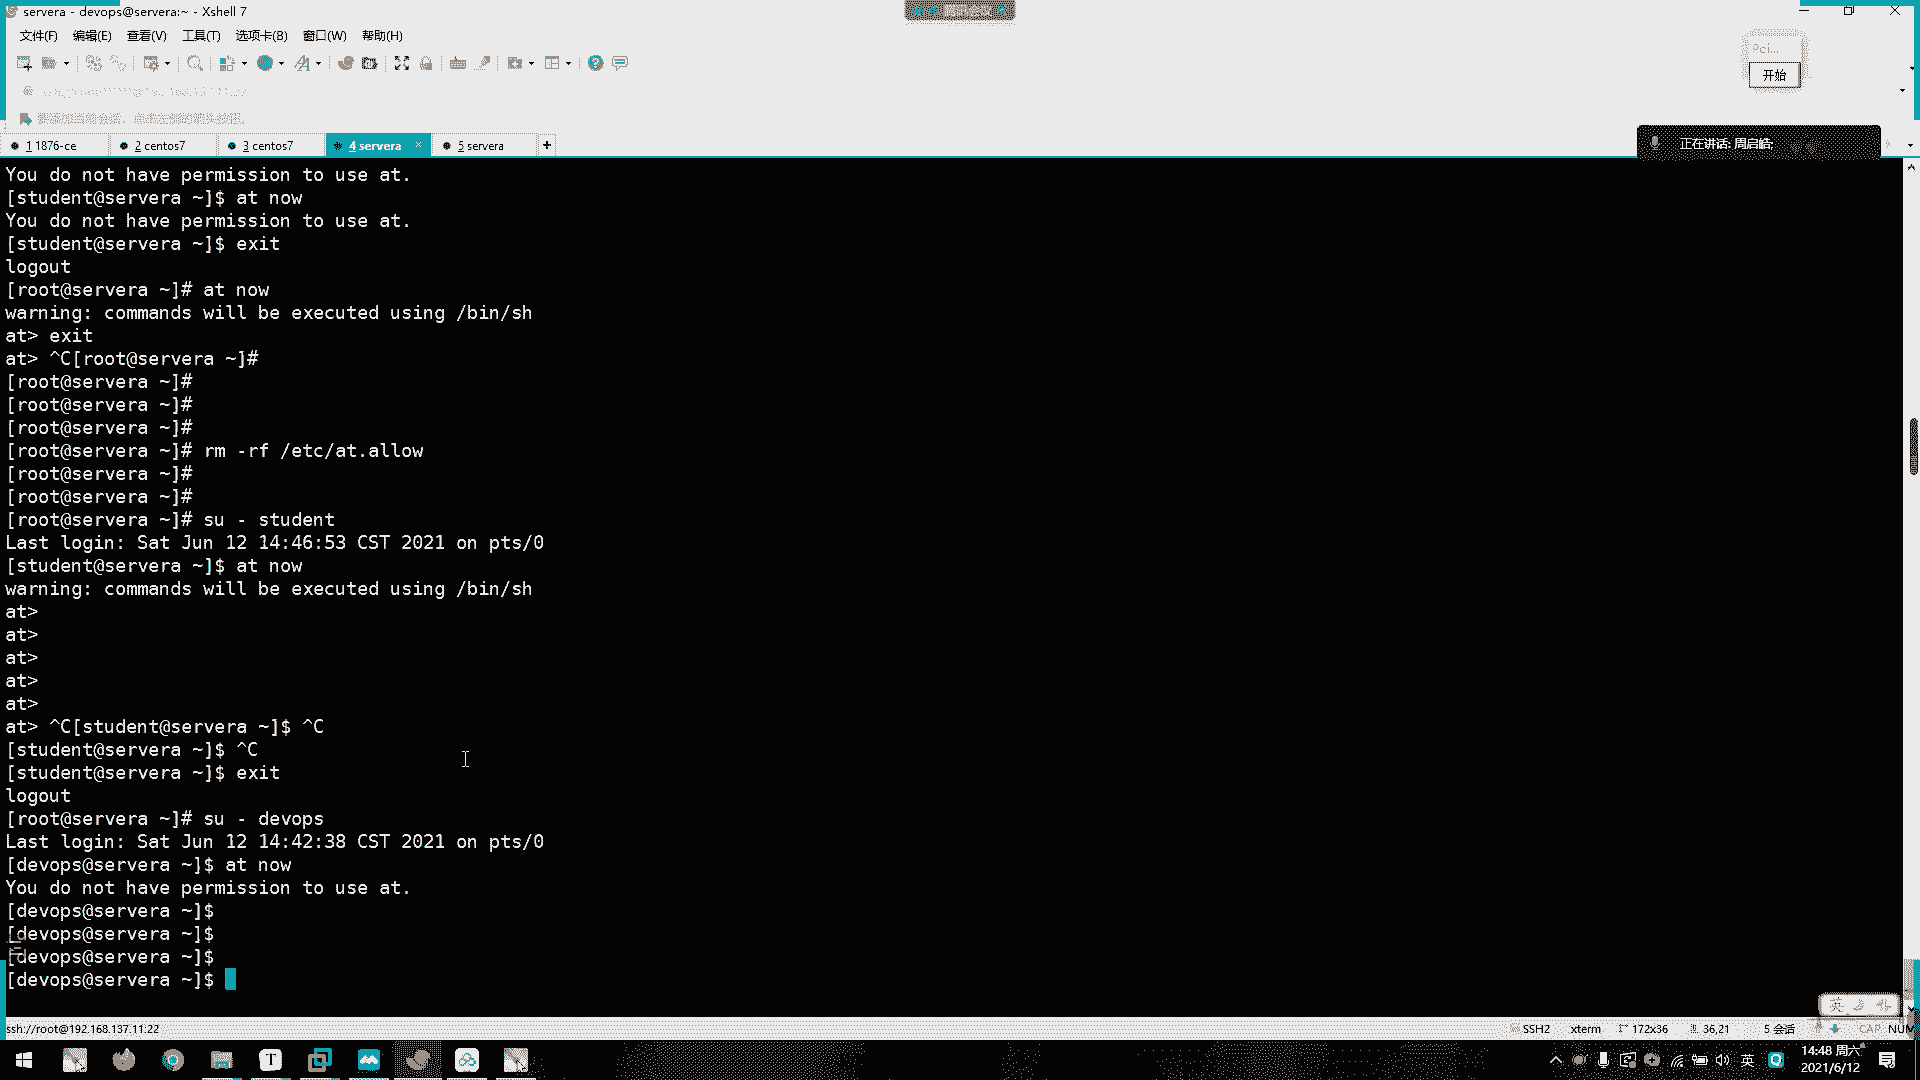 servera - devops@servera:~ - Xshell 7
文件(F) 编辑(E) 查看(V) 工具(T) 选项卡(B) 窗口(W) 帮助(H)
开始
1 1876-ce 2 centos7 3 centos7 4 servera × 5 servera +
正在讲话: 周启皓;
You do not have permission to use at.
[student@servera ~]$ at now
You do not have permission to use at.
[student@servera ~]$ exit
logout
[root@servera ~]# at now
warning: commands will be executed using /bin/sh
at> exit
at> ^C[root@servera ~]#
[root@servera ~]#
[root@servera ~]#
[root@servera ~]#
[root@servera ~]# rm -rf /etc/at.allow
[root@servera ~]#
[root@servera ~]#
[root@servera ~]# su - student
Last login: Sat Jun 12 14:46:53 CST 2021 on pts/0
[student@servera ~]$ at now
warning: commands will be executed using /bin/sh
at>
at>
at>
at>
at>
at> ^C[student@servera ~]$ ^C
[student@servera ~]$ ^C
[student@servera ~]$ exit
logout
[root@servera ~]# su - devops
Last login: Sat Jun 12 14:42:38 CST 2021 on pts/0
[devops@servera ~]$ at now
You do not have permission to use at.
[devops@servera ~]$
[devops@servera ~]$
[devops@servera ~]$
[devops@servera ~]$
英
ssh://root@192.168.137.11:22 SSH2 xterm 172x36 36,21 5 会话 CAP NUM
英 14:48 周六
2021/6/12